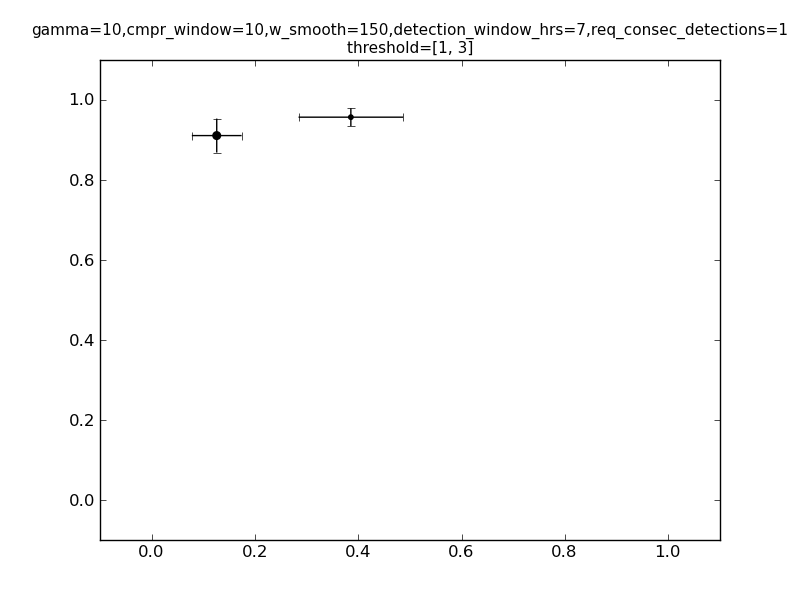 gamma=10,cmpr_window=10,w_smooth=150,detection_window_hrs=7,req_consec_detections=1
threshold=[1, 3]
1.0
0.8
0.6
0.4
0.2
0.0
0.0 0.2 0.4 0.6 0.8 1.0